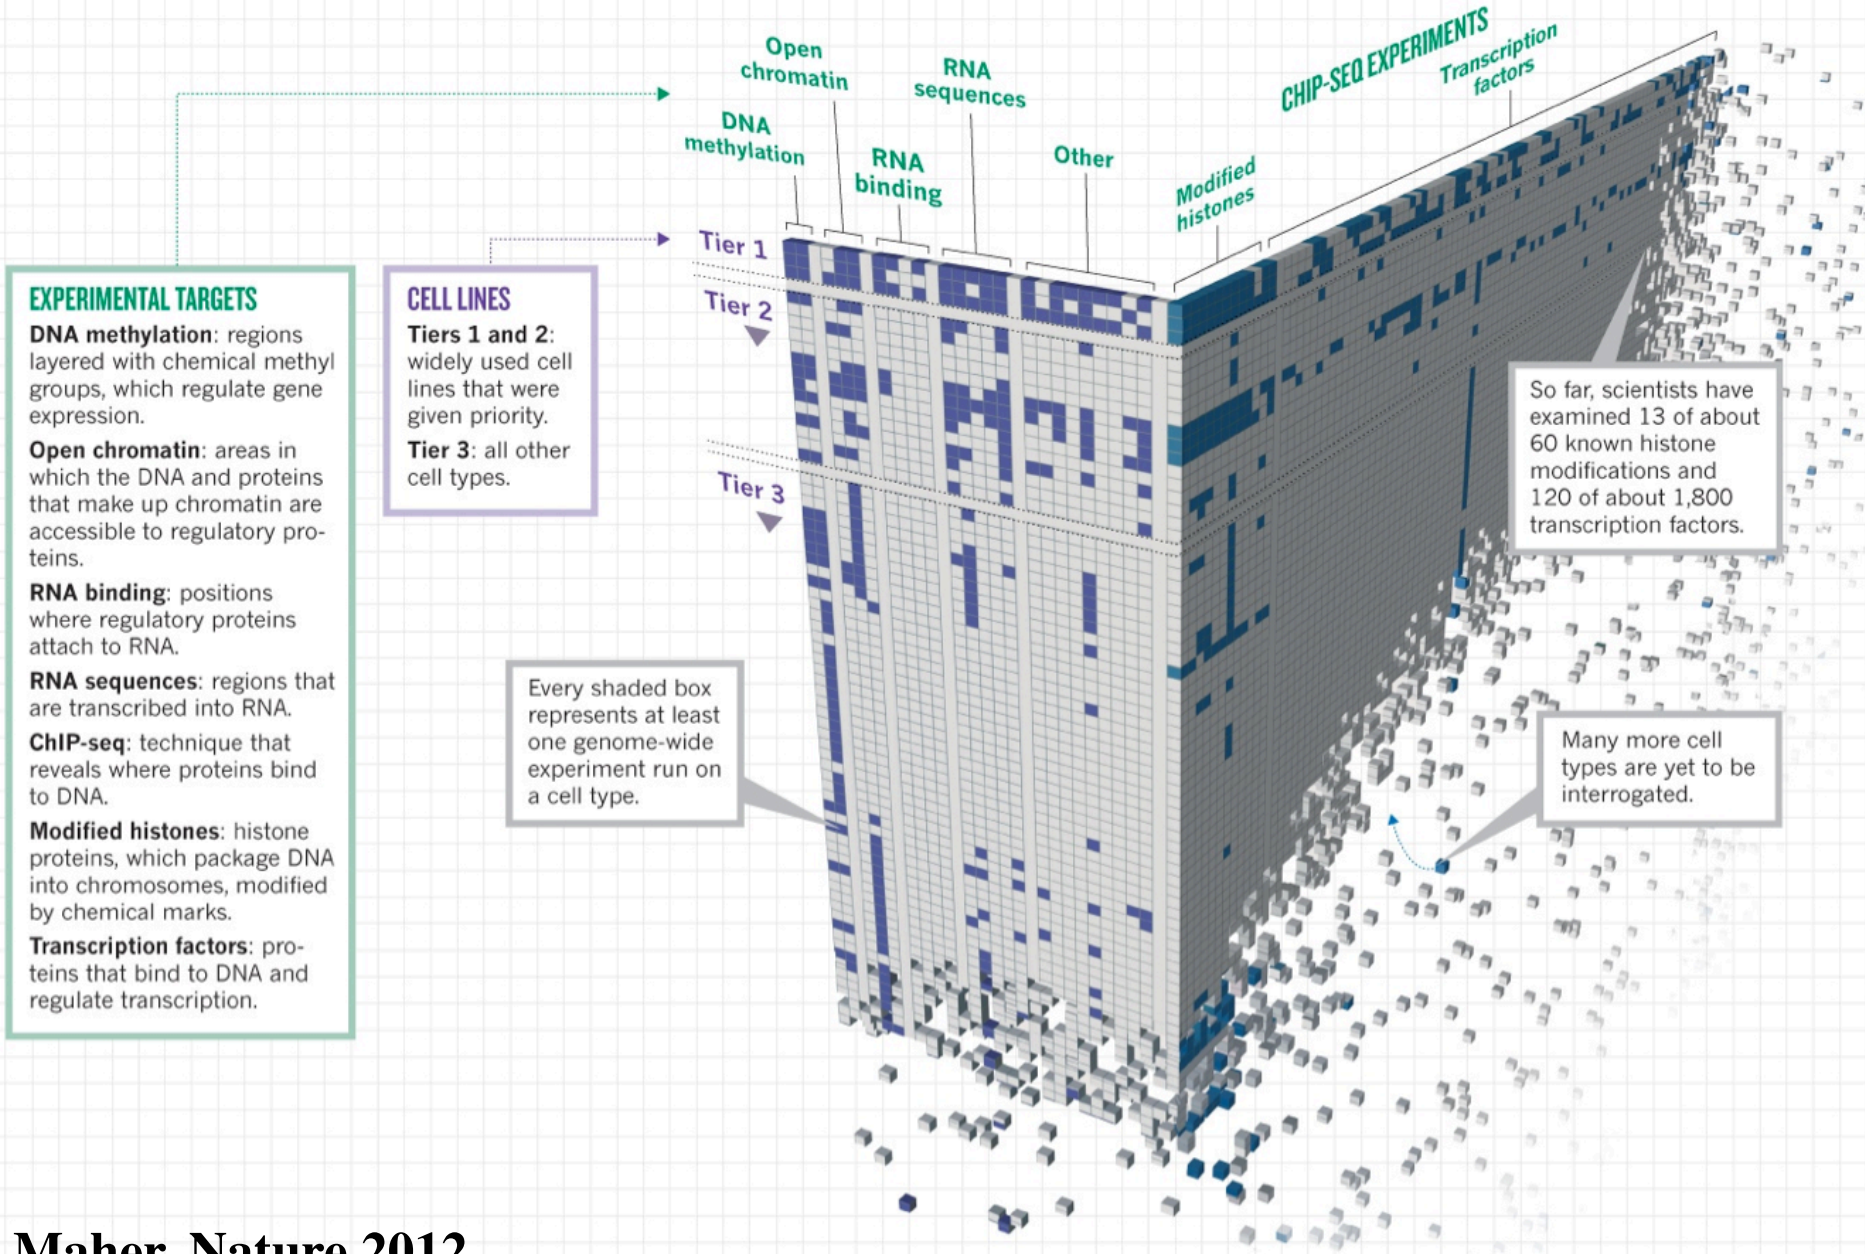 CHIP-SEQ EXPERIMENTS
Open
chromatin
RNA
sequences
Transcription
factors
DNA
methylation
RNA
binding
Other
Modified
histones
Tier 1
Tier 2
Tier 3
EXPERIMENTAL TARGETS
DNA methylation: regions
layered with chemical methyl
groups, which regulate gene
expression.
Open chromatin: areas in
which the DNA and proteins
that make up chromatin are
accessible to regulatory pro-
teins.
RNA binding: positions
where regulatory proteins
attach to RNA.
RNA sequences: regions that
are transcribed into RNA.
ChIP-seq: technique that
reveals where proteins bind
to DNA.
Modified histones: histone
proteins, which package DNA
into chromosomes, modified
by chemical marks.
Transcription factors: pro-
teins that bind to DNA and
regulate transcription.
CELL LINES
Tiers 1 and 2:
widely used cell
lines that were
given priority.
Tier 3: all other
cell types.
Every shaded box
represents at least
one genome-wide
experiment run on
a cell type.
So far, scientists have
examined 13 of about
60 known histone
modifications and
120 of about 1,800
transcription factors.
Many more cell
types are yet to be
interrogated.
Maher, Nature 2012